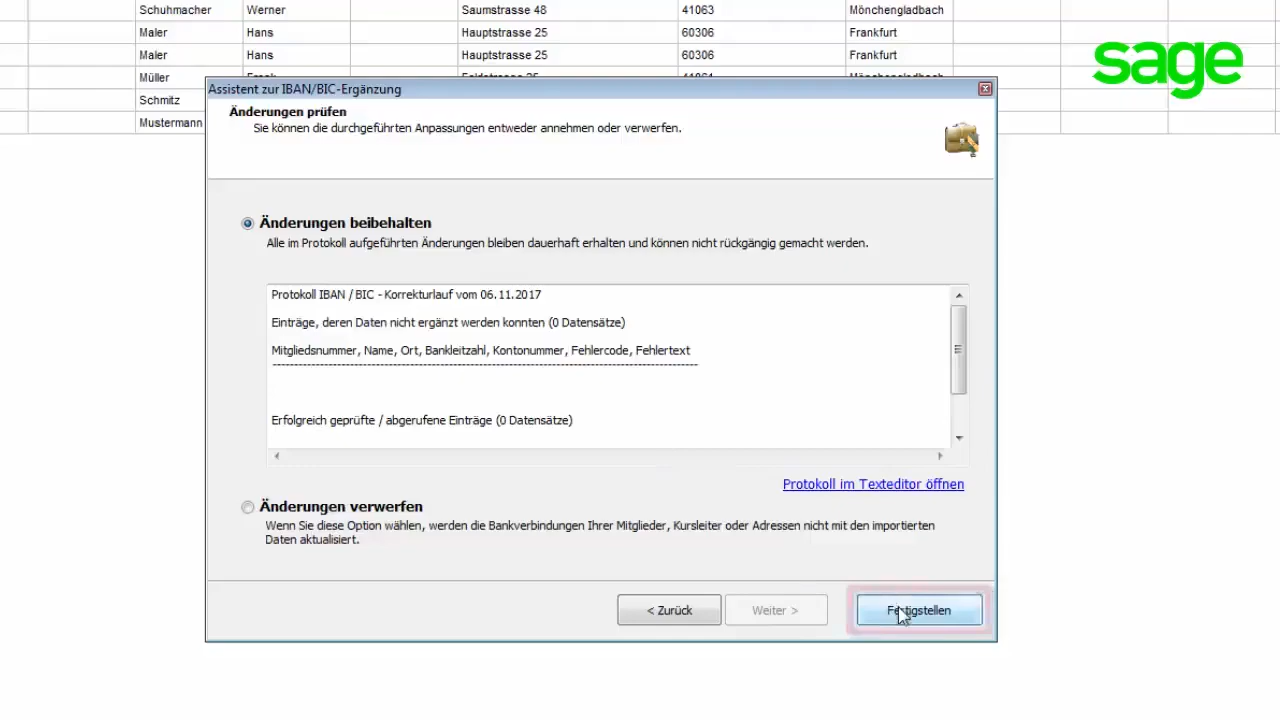 Schuhmacher Werner Saumstrasse 48 41063 Mönchengladbach
Maler Hans Hauptstrasse 25 60306 Frankfurt
Maler Hans Hauptstrasse 25 60306 Frankfurt
Müller Frank Feldstrasse 25 41061 Mönchengladbach
Schmitz
Mustermann
sage
Assistent zur IBAN/BIC-Ergänzung
Änderungen prüfen
Sie können die durchgeführten Anpassungen entweder annehmen oder verwerfen.
Änderungen beibehalten
Alle im Protokoll aufgeführten Änderungen bleiben dauerhaft erhalten und können nicht rückgängig gemacht werden.
Protokoll IBAN / BIC - Korrekturlauf vom 06.11.2017
Einträge, deren Daten nicht ergänzt werden konnten (0 Datensätze)
Mitgliedsnummer, Name, Ort, Bankleitzahl, Kontonummer, Fehlercode, Fehlertext
Erfolgreich geprüfte / abgerufene Einträge (0 Datensätze)
Protokoll im Texteditor öffnen
Änderungen verwerfen
Wenn Sie diese Option wählen, werden die Bankverbindungen Ihrer Mitglieder, Kursleiter oder Adressen nicht mit den importierten
Daten aktualisiert.
< Zurück
Weiter >
Fertigstellen